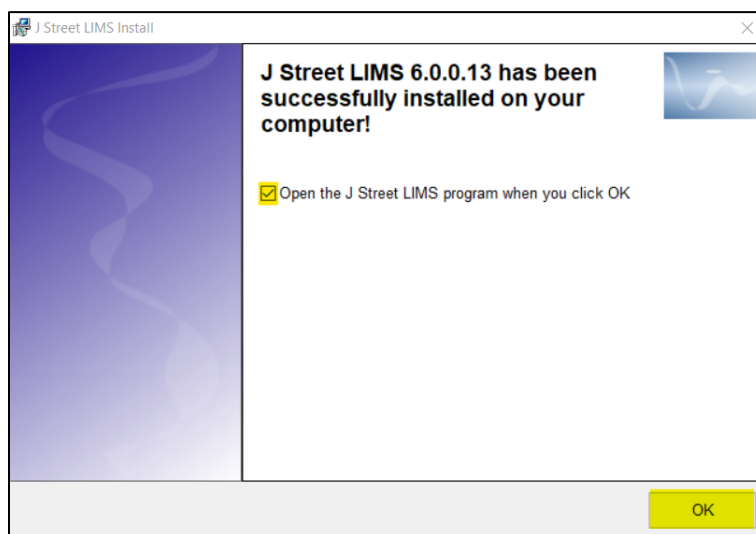 J Street LIMS Install
J Street LIMS 6.0.0.13 has been
successfully installed on your
computer!
Open the J Street LIMS program when you click OK
OK